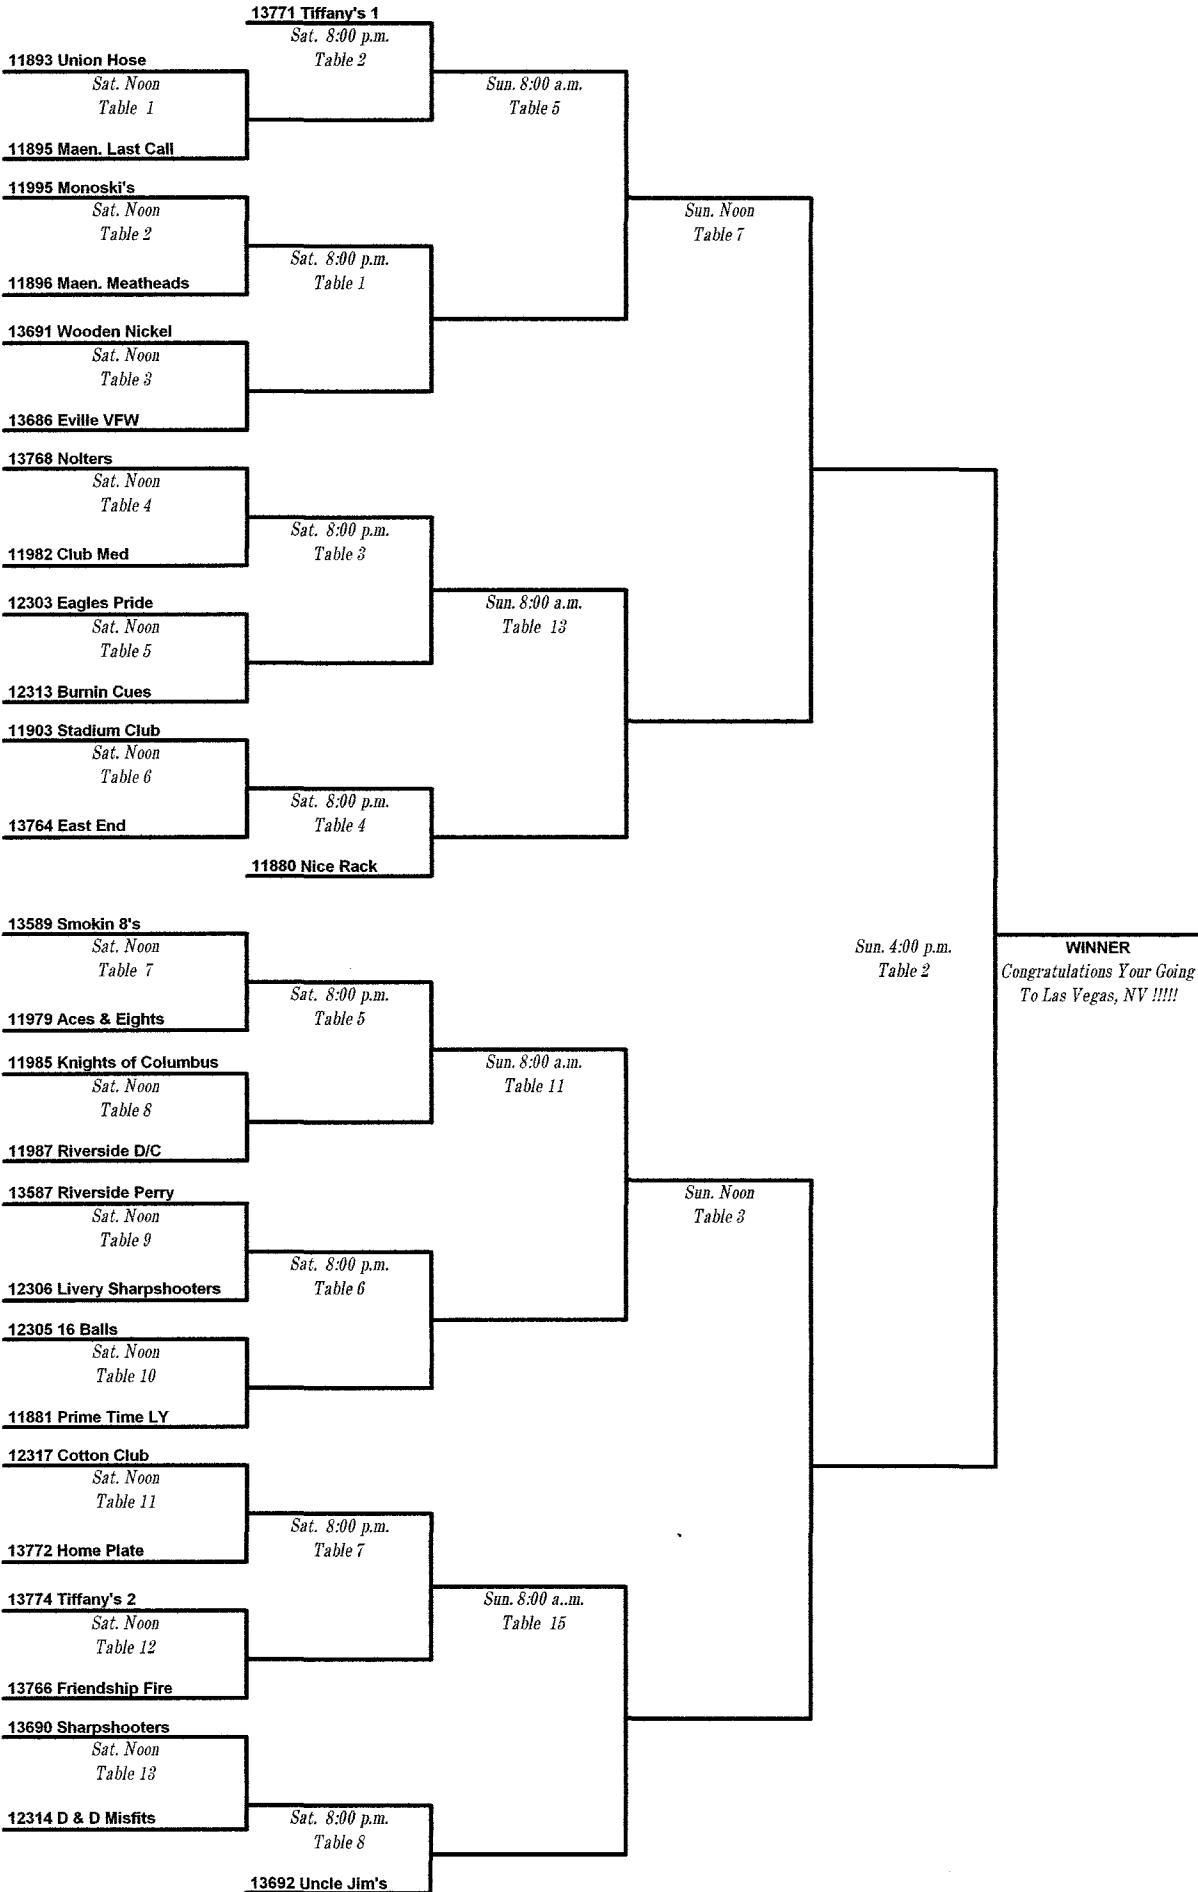 13771 Tiffany's 1
Sat. 8:00 p.m.
Table 2
11893 Union Hose
Sat. Noon
Table 1
11895 Maen. Last Call
Sun. 8:00 a.m.
Table 5
11995 Monoski's
Sat. Noon
Table 2
11896 Maen. Meatheads
Sat. 8:00 p.m.
Table 1
Sun. Noon
Table 7
13691 Wooden Nickel
Sat. Noon
Table 3
13686 Eville VFW
13768 Nolters
Sat. Noon
Table 4
11982 Club Med
Sat. 8:00 p.m.
Table 3
12303 Eagles Pride
Sat. Noon
Table 5
12313 Burnin Cues
Sun. 8:00 a.m.
Table 13
11903 Stadium Club
Sat. Noon
Table 6
13764 East End
Sat. 8:00 p.m.
Table 4
11880 Nice Rack
13589 Smokin 8's
Sat. Noon
Table 7
11979 Aces & Eights
Sat. 8:00 p.m.
Table 5
Sun. 4:00 p.m.
Table 2
WINNER
Congratulations Your Going
To Las Vegas, NV !!!!!
11985 Knights of Columbus
Sat. Noon
Table 8
11987 Riverside D/C
Sun. 8:00 a.m.
Table 11
13587 Riverside Perry
Sat. Noon
Table 9
12306 Livery Sharpshooters
Sat. 8:00 p.m.
Table 6
Sun. Noon
Table 3
12305 16 Balls
Sat. Noon
Table 10
11881 Prime Time LY
12317 Cotton Club
Sat. Noon
Table 11
13772 Home Plate
Sat. 8:00 p.m.
Table 7
13774 Tiffany's 2
Sat. Noon
Table 12
13766 Friendship Fire
Sun. 8:00 a..m.
Table 15
13690 Sharpshooters
Sat. Noon
Table 13
12314 D & D Misfits
Sat. 8:00 p.m.
Table 8
13692 Uncle Jim's